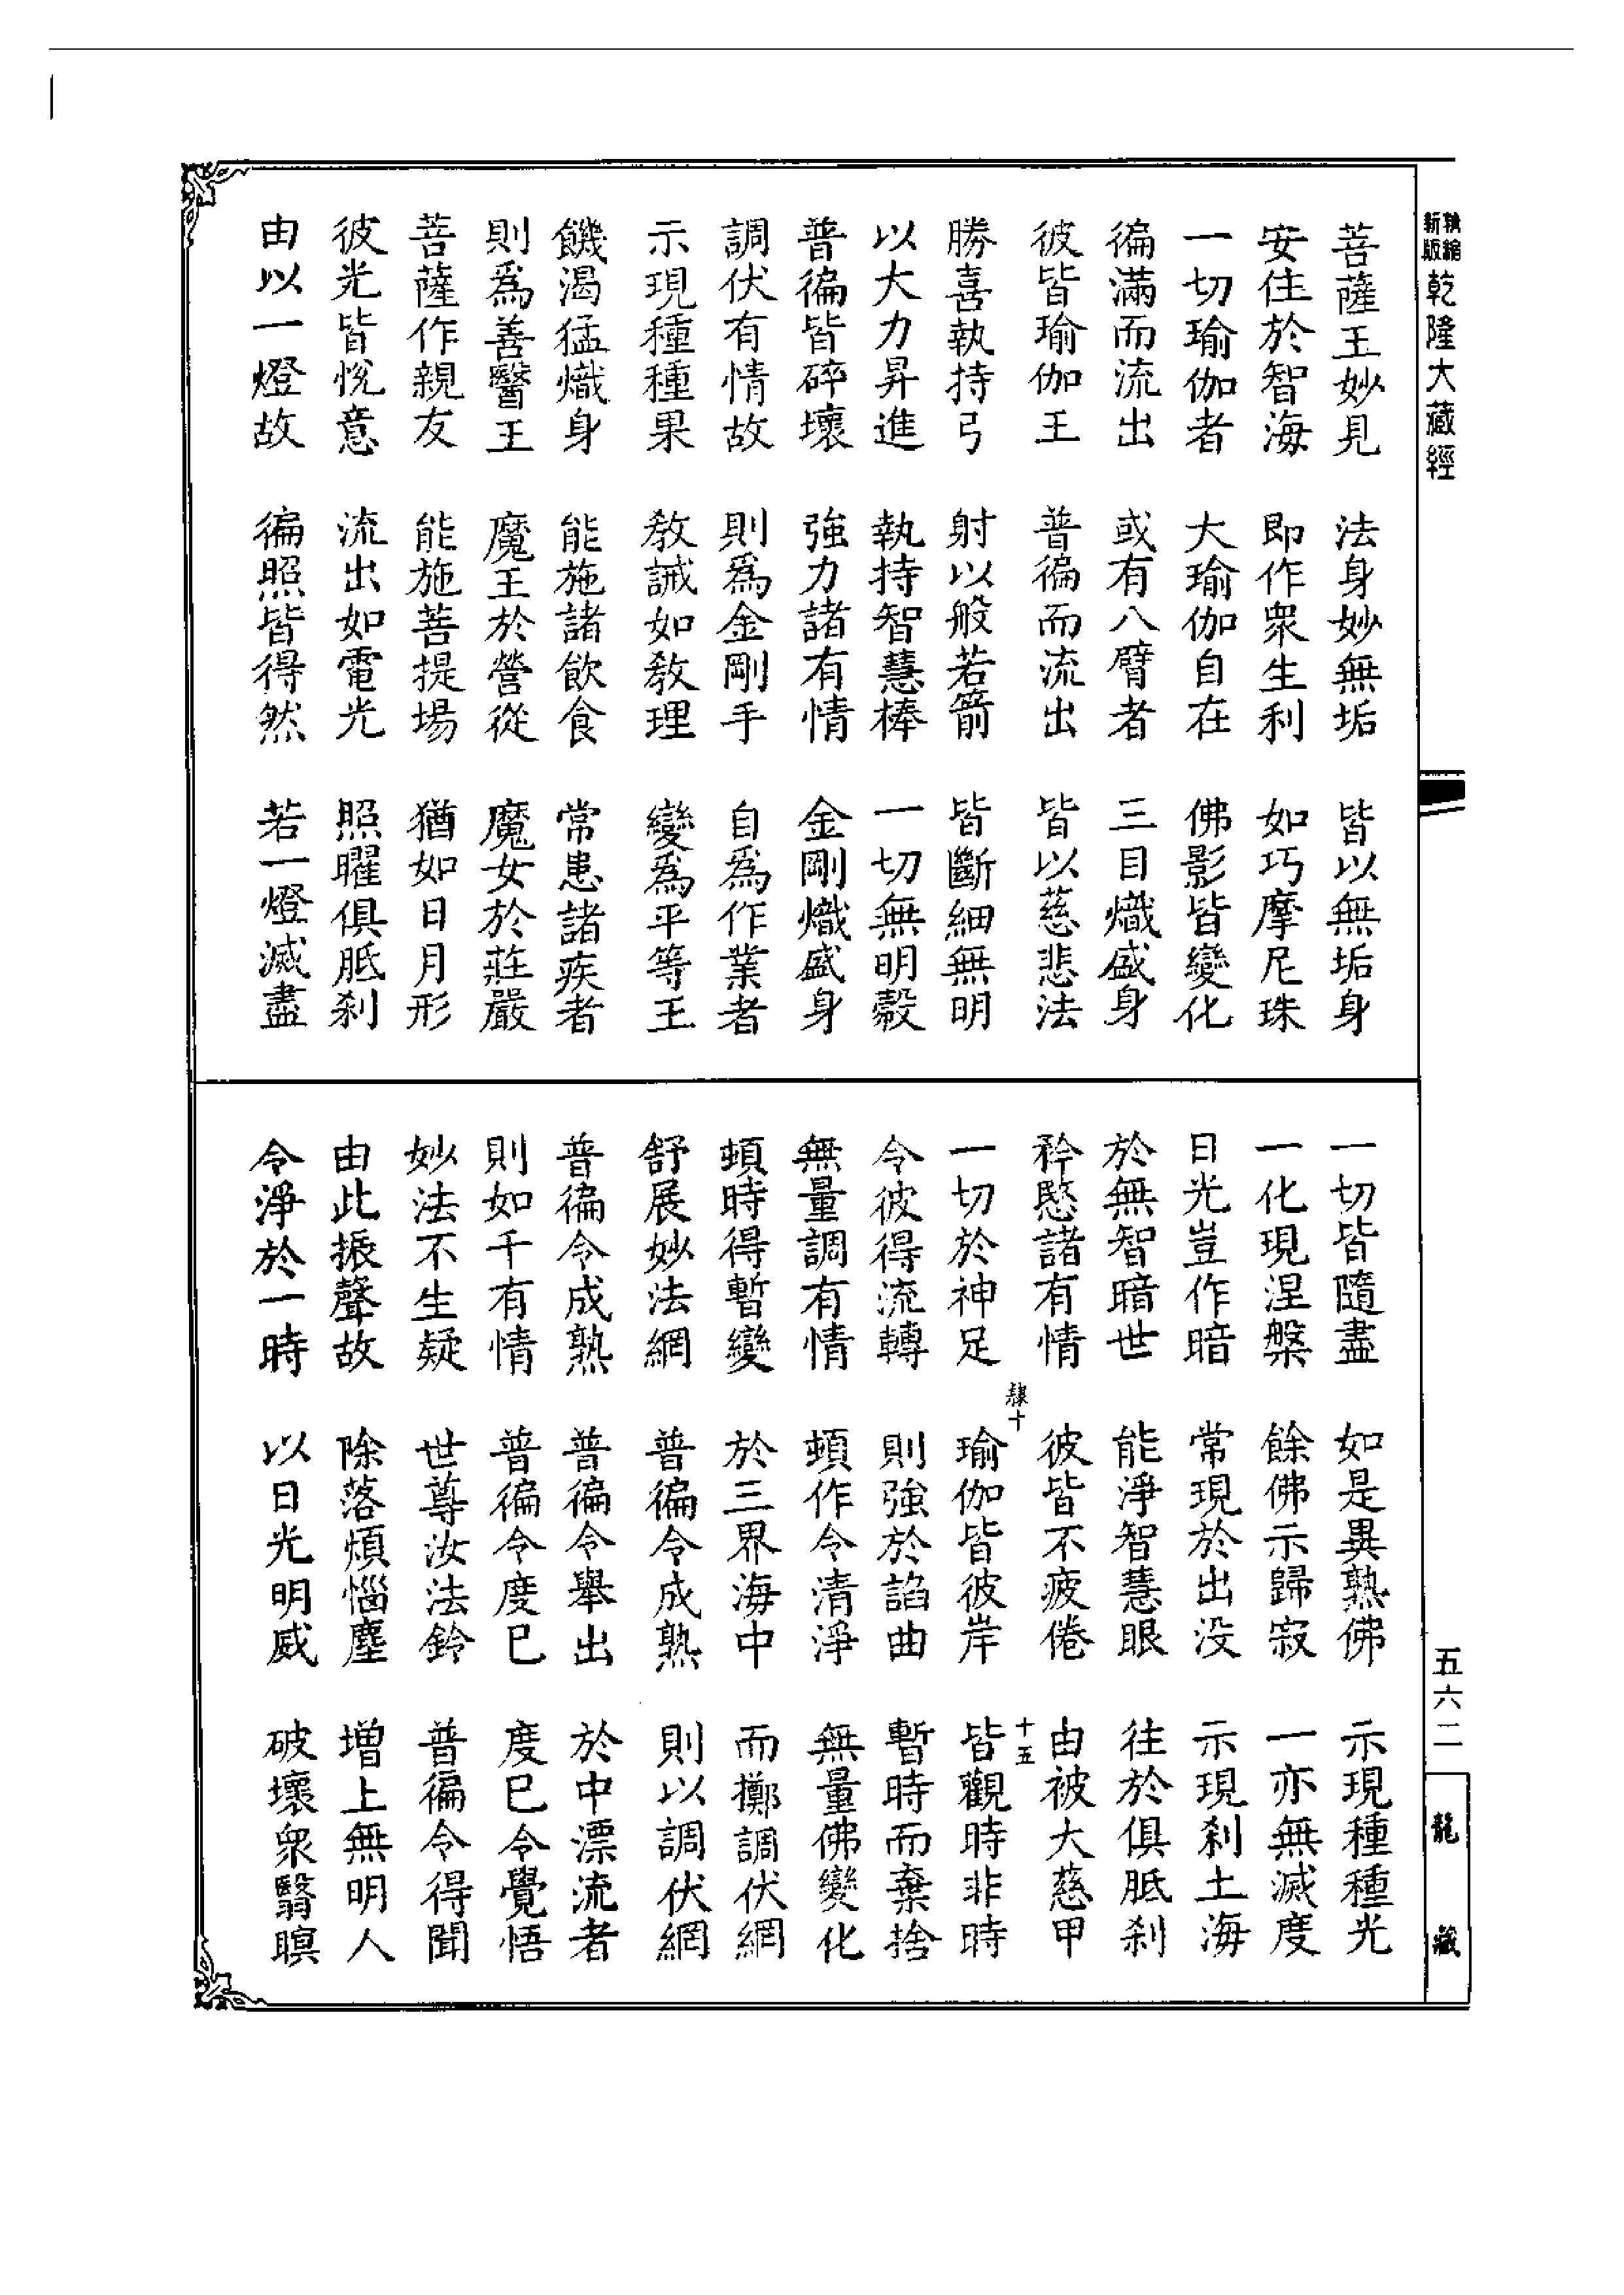 新版 精縮
乾隆大藏經
菩薩王妙見 法身妙無垢 皆以無垢身
安住於智海 即作衆生利 如巧摩尼珠
一切瑜伽者 大瑜伽自在 佛影皆變化
徧滿而流出 或有八臂者 三目熾盛身
彼皆瑜伽王 普徧而流出 皆以慈悲法
勝喜執持弓 射以般若箭 皆斷細無明
以大力昇進 執持智慧棒 一切無明㲉
普徧皆碎壞 強力諸有情 金剛熾盛身
調伏有情故 則爲金剛手 自爲作業者
示現種種果 教誡如教理 變爲平等王
饑渴猛熾身 能施諸飲食 常患諸疾者
則爲善醫王 魔王於營從 魔女於莊嚴
菩薩作親友 能施菩提場 猶如日月形
彼光皆悅意 流出如電光 照曜俱胝刹
由以一燈故 徧照皆得然 若一燈滅盡
一切皆隨盡 如是異熟佛 示現種種光
一化現涅槃 餘佛示歸寂 一亦無滅度
日光豈作暗 常現於出没 示現刹土海
於無智暗世 能淨智慧眼 往於俱胝刹
矜愍諸有情 彼皆不疲倦 由被大慈甲
隸十 十五
一切於神足 瑜伽皆彼岸 皆觀時非時
令彼得流轉 則強於諂曲 暫時而棄捨
無量調有情 頓作令清淨 無量佛變化
頓時得暫變 於三界海中 而擲調伏網
舒展妙法網 普徧令成熟 則以調伏網
普徧令成熟 普徧令舉出 於中漂流者
則如千有情 普徧令度已 度已令覺悟
妙法不生疑 世尊汝法鈴 普徧令得聞
由此振聲故 除落煩惱塵 增上無明人
令淨於一時 以日光明威 破壞衆翳暝
五六二
龍藏